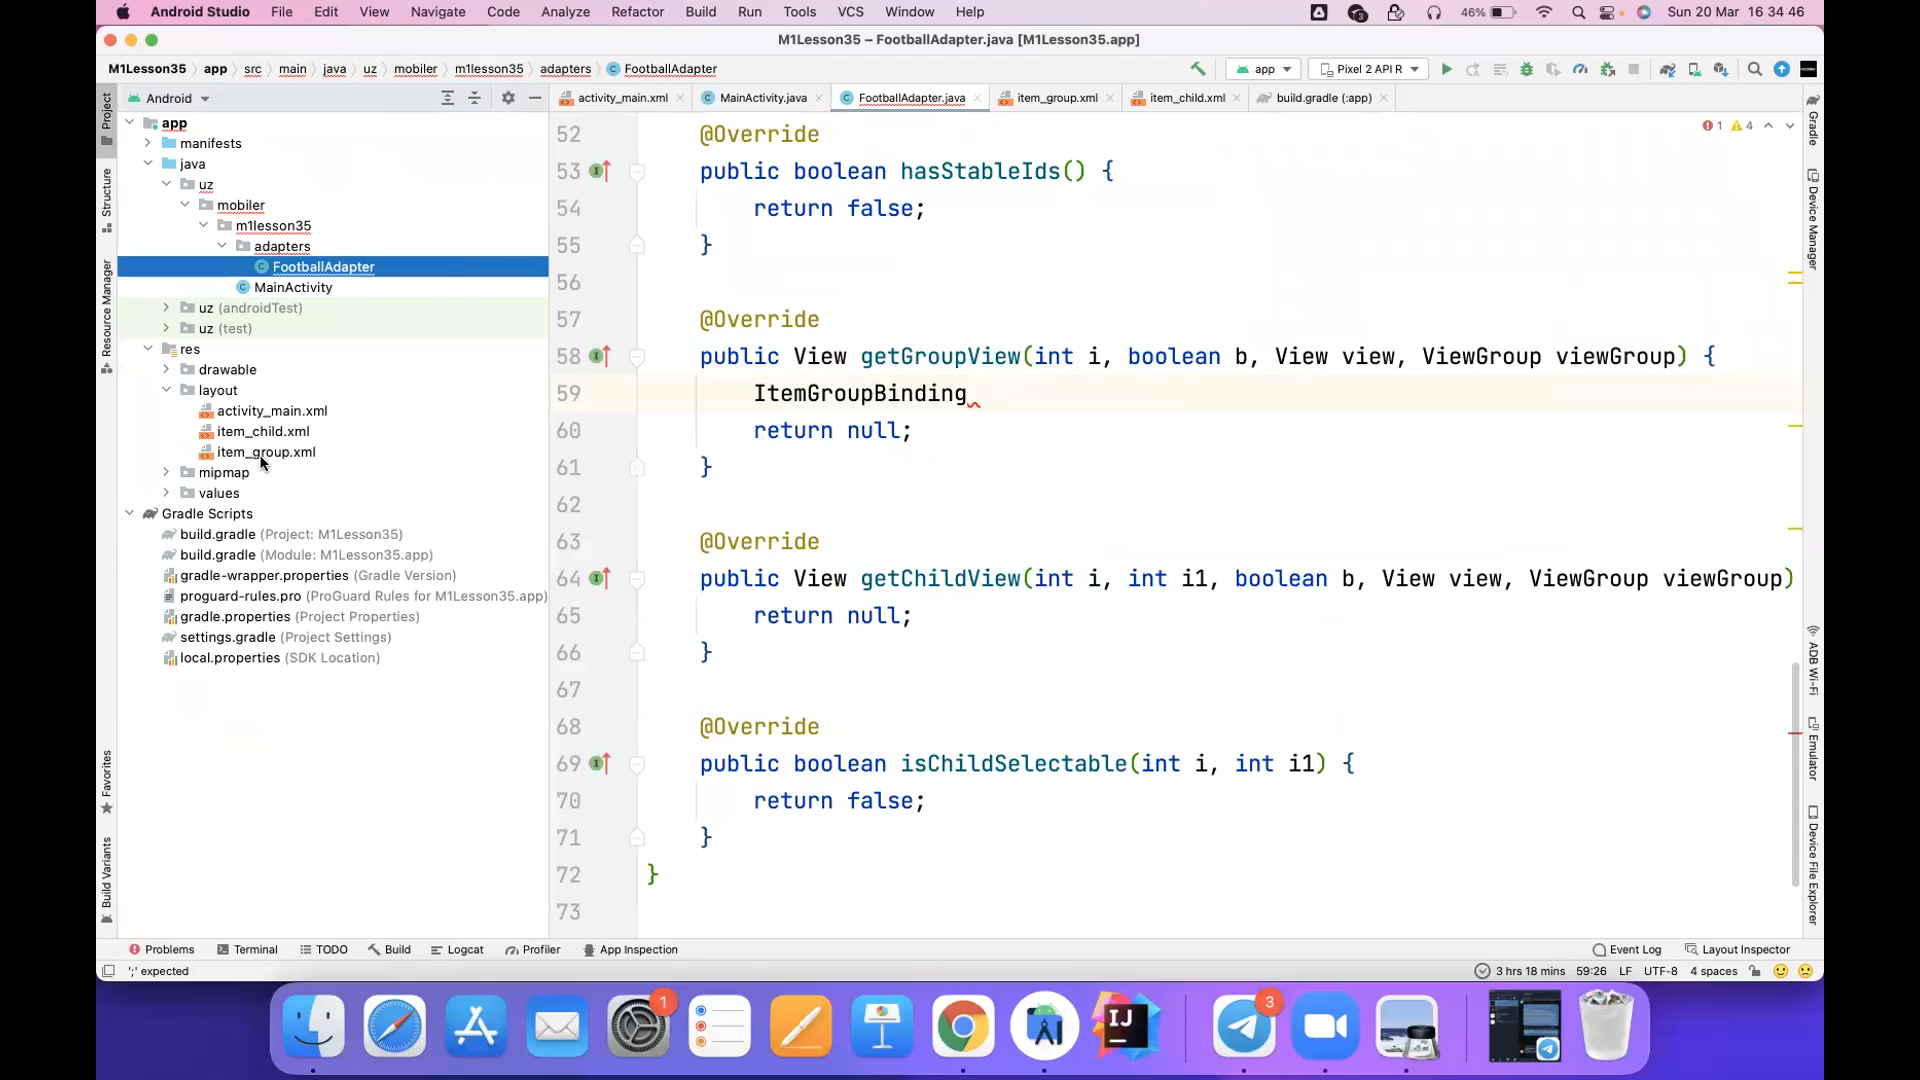 Android Studio File Edit View Navigate Code Analyze Refactor Build Run Tools VCS Window Help 3 46% Sun 20 Mar 16:34:46
M1Lesson35 – FootballAdapter.java [M1Lesson35.app]
M1Lesson35 app src main java uz mobiler m1lesson35 adapters FootballAdapter app Pixel 2 API R
Android activity_main.xml MainActivity.java FootballAdapter.java item_group.xml item_child.xml build.gradle (:app)
1 4
Project
Structure
Resource Manager
Favorites
Build Variants
app
manifests
java
uz
mobiler
m1lesson35
adapters
FootballAdapter
MainActivity
uz (androidTest)
uz (test)
res
drawable
layout
activity_main.xml
item_child.xml
item_group.xml
mipmap
values
Gradle Scripts
build.gradle (Project: M1Lesson35)
build.gradle (Module: M1Lesson35.app)
gradle-wrapper.properties (Gradle Version)
proguard-rules.pro (ProGuard Rules for M1Lesson35.app)
gradle.properties (Project Properties)
settings.gradle (Project Settings)
local.properties (SDK Location)
52 @Override
53 public boolean hasStableIds() {
54 return false;
55 }
56
57 @Override
58 public View getGroupView(int i, boolean b, View view, ViewGroup viewGroup) {
59 ItemGroupBinding
60 return null;
61 }
62
63 @Override
64 public View getChildView(int i, int i1, boolean b, View view, ViewGroup viewGroup)
65 return null;
66 }
67
68 @Override
69 public boolean isChildSelectable(int i, int i1) {
70 return false;
71 }
72 }
73
Gradle
Device Manager
ADB Wi-Fi
Emulator
Device File Explorer
Problems Terminal TODO Build Logcat Profiler App Inspection Event Log Layout Inspector
';' expected 3 hrs 18 mins 59:26 LF UTF-8 4 spaces
1 IJ 3